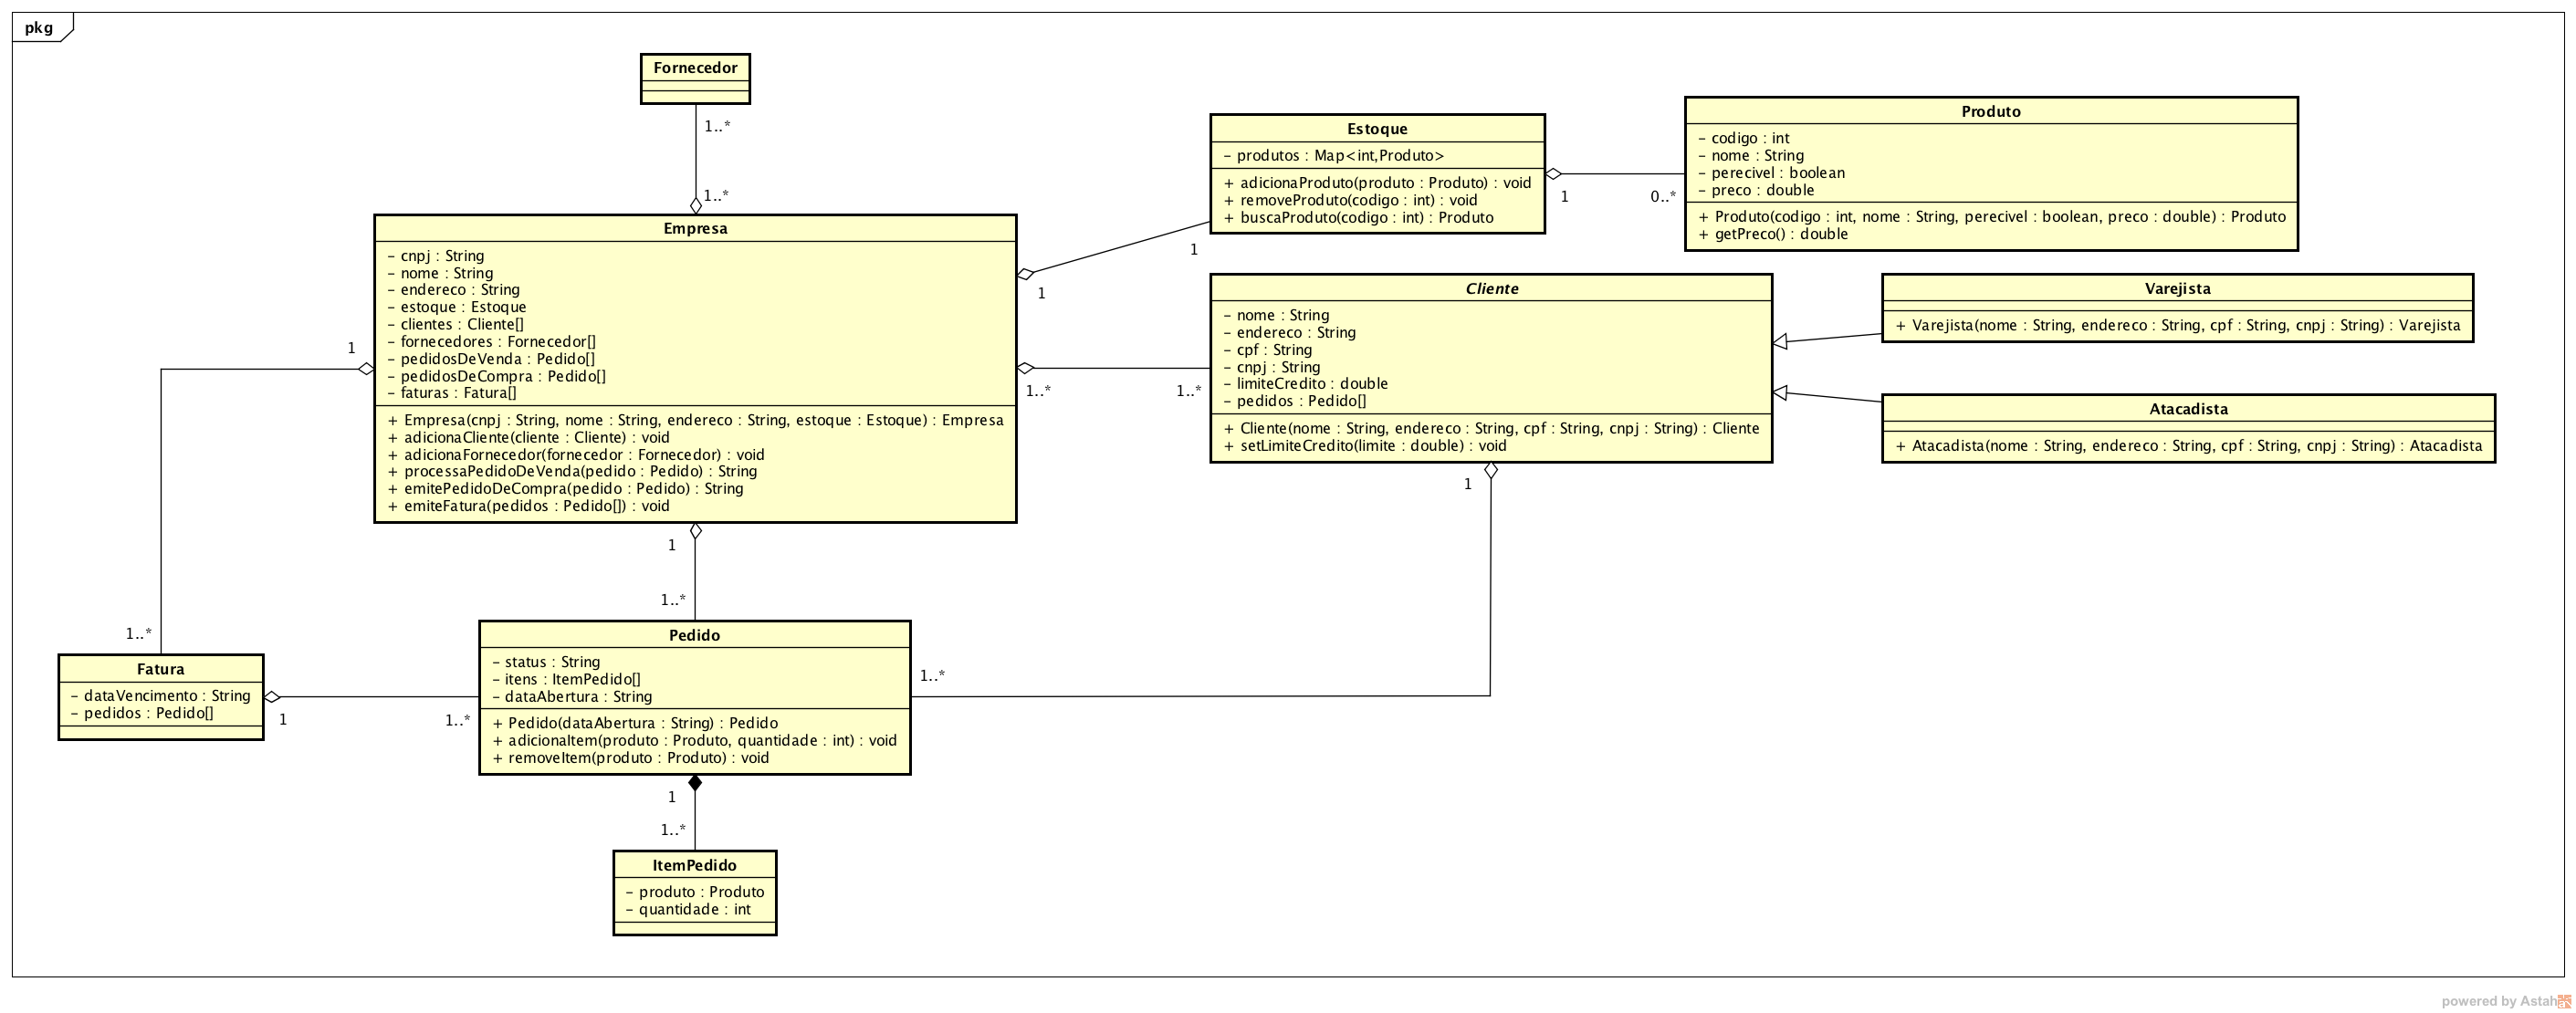 pkg
Fornecedor
1..*
1..*
Empresa
– cnpj : String
– nome : String
– endereco : String
– estoque : Estoque
– clientes : Cliente[]
– fornecedores : Fornecedor[]
– pedidosDeVenda : Pedido[]
– pedidosDeCompra : Pedido[]
– faturas : Fatura[]
+ Empresa(cnpj : String, nome : String, endereco : String, estoque : Estoque) : Empresa
+ adicionaCliente(cliente : Cliente) : void
+ adicionaFornecedor(fornecedor : Fornecedor) : void
+ processaPedidoDeVenda(pedido : Pedido) : String
+ emitePedidoDeCompra(pedido : Pedido) : String
+ emiteFatura(pedidos : Pedido[]) : void
1
1
Estoque
– produtos : Map<int,Produto>
+ adicionaProduto(produto : Produto) : void
+ removeProduto(codigo : int) : void
+ buscaProduto(codigo : int) : Produto
1
0..*
Produto
– codigo : int
– nome : String
– perecivel : boolean
– preco : double
+ Produto(codigo : int, nome : String, perecivel : boolean, preco : double) : Produto
+ getPreco() : double
1..*
1..*
Cliente
– nome : String
– endereco : String
– cpf : String
– cnpj : String
– limiteCredito : double
– pedidos : Pedido[]
+ Cliente(nome : String, endereco : String, cpf : String, cnpj : String) : Cliente
+ setLimiteCredito(limite : double) : void
Varejista
+ Varejista(nome : String, endereco : String, cpf : String, cnpj : String) : Varejista
Atacadista
+ Atacadista(nome : String, endereco : String, cpf : String, cnpj : String) : Atacadista
1
1..*
1
1..*
1
1..*
Fatura
– dataVencimento : String
– pedidos : Pedido[]
1
1..*
Pedido
– status : String
– itens : ItemPedido[]
– dataAbertura : String
+ Pedido(dataAbertura : String) : Pedido
+ adicionaItem(produto : Produto, quantidade : int) : void
+ removeItem(produto : Produto) : void
1
1..*
ItemPedido
– produto : Produto
– quantidade : int
powered by Astah